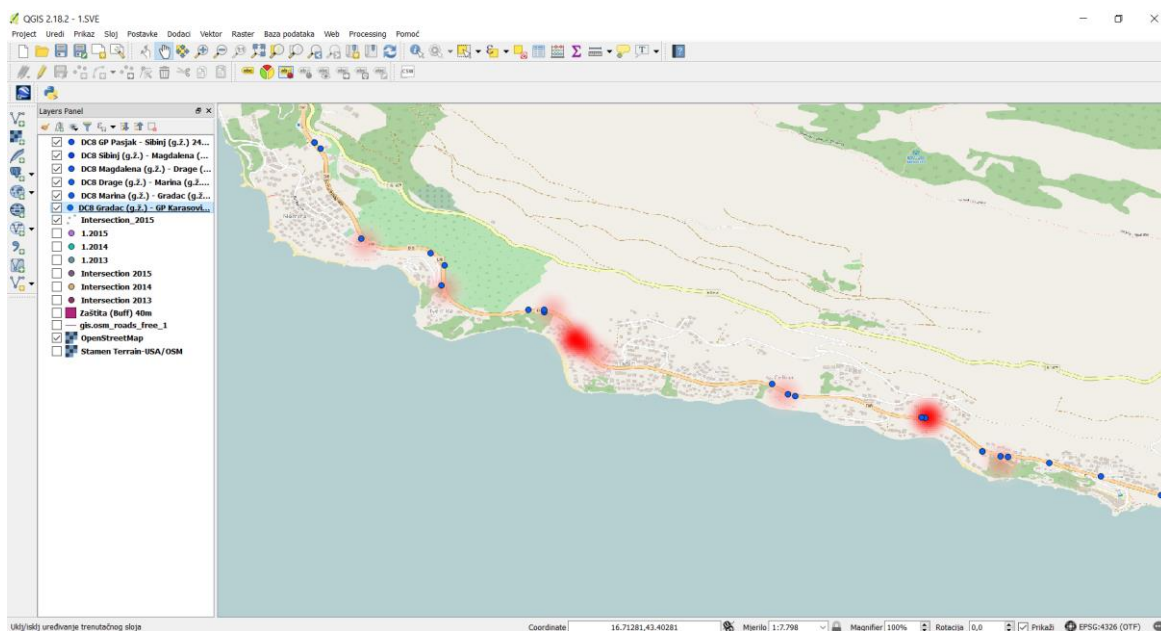 QGIS 2.18.2 - 1.SVE
Project Uredi Prikaz Sloj Postavke Dodaci Vektor Raster Baza podataka Web Processing Pomoć
Layers Panel
DC8 GP Pasjak - Sibinj (g.ž.) 24...
DC8 Sibinj (g.ž.) - Magdalena (...
DC8 Magdalena (g.ž.) - Drage (...
DC8 Drage (g.ž.) - Marina (g.ž....
DC8 Marina (g.ž.) - Gradac (g.ž...
DC8 Gradac (g.ž.) - GP Karasovi...
Intersection_2015
1.2015
1.2014
1.2013
Intersection 2015
Intersection 2014
Intersection 2013
Zaštita (Buff) 40m
gis.osm_roads_free_1
OpenStreetMap
Stamen Terrain-USA/OSM
Uklj/isklj uređivanje trenutačnog sloja Coordinate 16.71281,43.40281 Mjerilo 1:7.798 Magnifier 100% Rotacija 0,0 Prikaži EPSG:4326 (OTF)